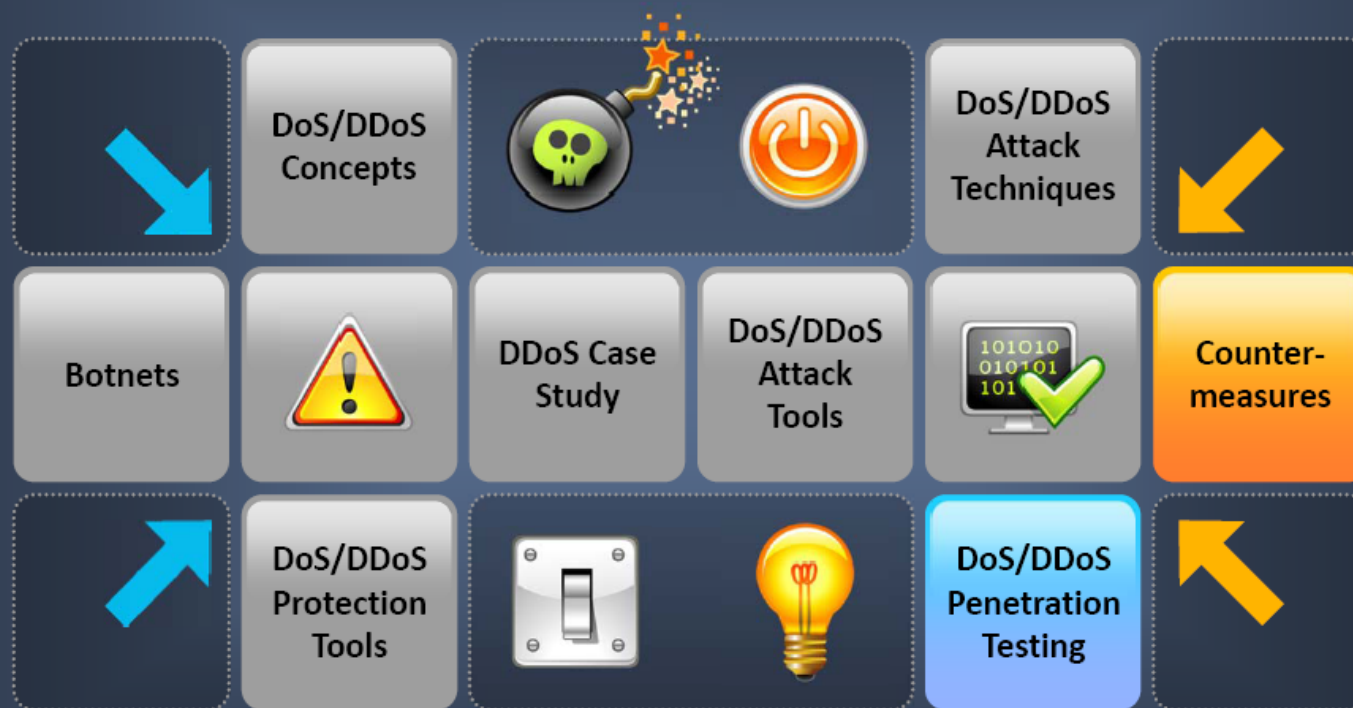 DoS/DDoS
Concepts
DoS/DDoS
Attack
Techniques
Botnets
DDoS Case
Study
DoS/DDoS
Attack
Tools
101010
010101
101
Counter-
measures
DoS/DDoS
Protection
Tools
DoS/DDoS
Penetration
Testing